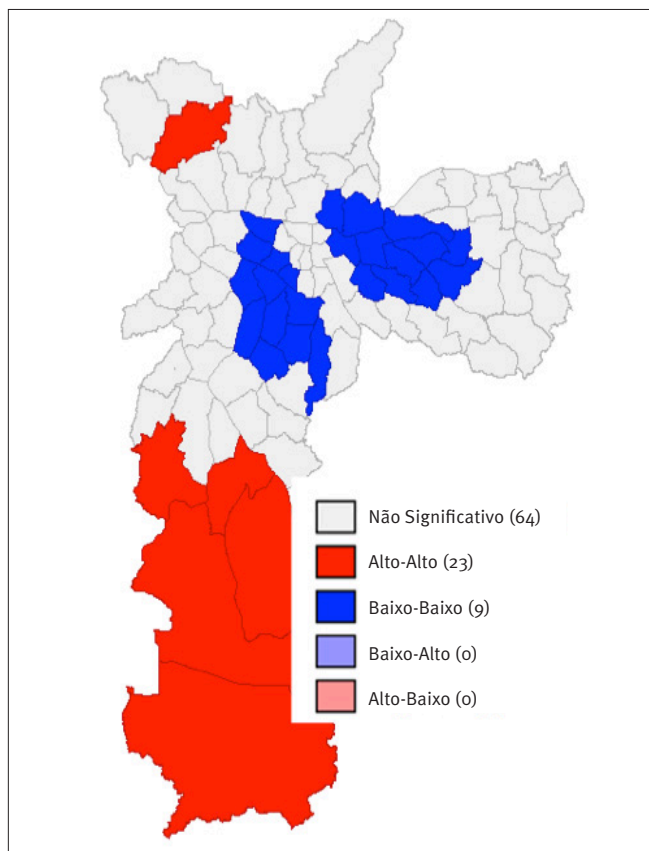 Não Significativo (64)
Alto-Alto (23)
Baixo-Baixo (9)
Baixo-Alto (0)
Alto-Baixo (0)